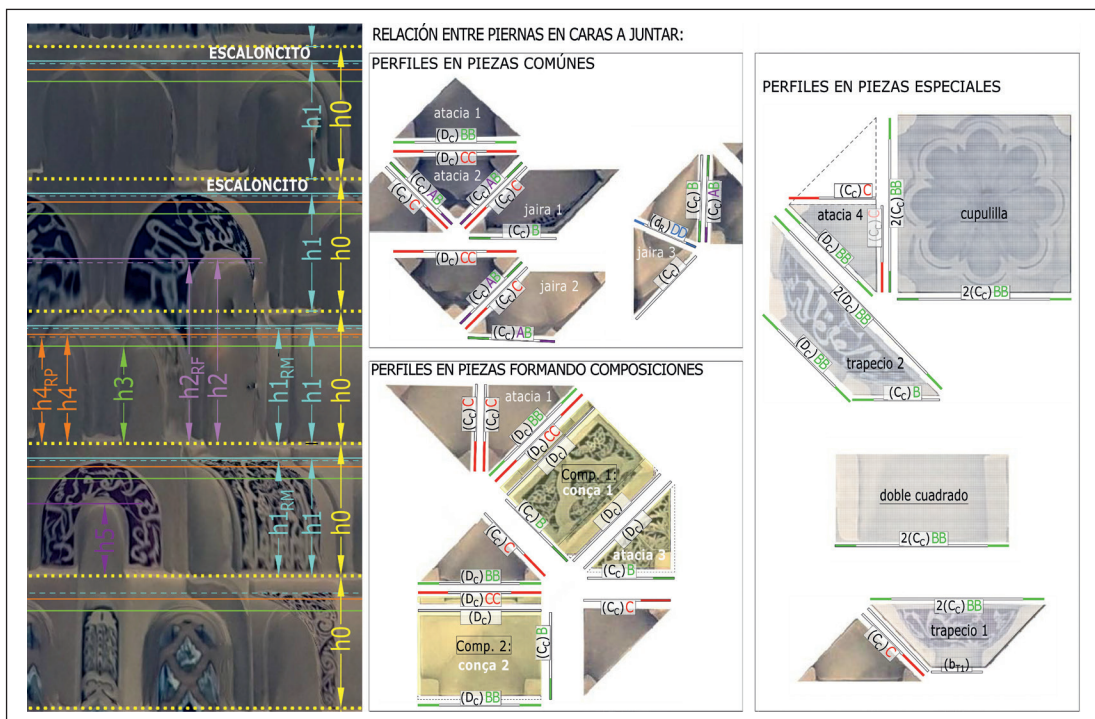 ESCALONCITO
h1
h0
ESCALONCITO
h1
h0
h4RP
h4
h3
h2RF
h2
h1RM
h1
h0
h5
h1RM
h1
h0
h0
RELACIÓN ENTRE PIERNAS EN CARAS A JUNTAR:
PERFILES EN PIEZAS COMÚNES
atacia 1
(DC) BB
(DC) CC
atacia 2
(CC) AB
(CC) C
(CC) AB
(CC) C
jaira 1
(CC) B
(DC) CC
(CC) AB
(CC) C
jaira 2
(CC) AB
(CC) B
(CC) AB
(dR) DD
jaira 3
(CC)
PERFILES EN PIEZAS FORMANDO COMPOSICIONES
atacia 1
(CC) C
(CC) C
(DC) BB
(DC) CC
(DC)
Comp. 1:
conça 1
(CC) B
(DC)
(DC)
atacia 3
(CC) B
(CC) C
(DC) BB
(DC) CC
(DC)
Comp. 2:
conça 2
(CC) B
(DC) BB
(CC) C
PERFILES EN PIEZAS ESPECIALES
(CC) C
atacia 4
(CC) C
2(CC) BB
cupulilla
2(CC) BB
(DC) BB
2(DC) BB
trapecio 2
(DC) BB
(CC) B
doble cuadrado
2(CC) BB
2(CC) BB
trapecio 1
(CC) C
(bT1)